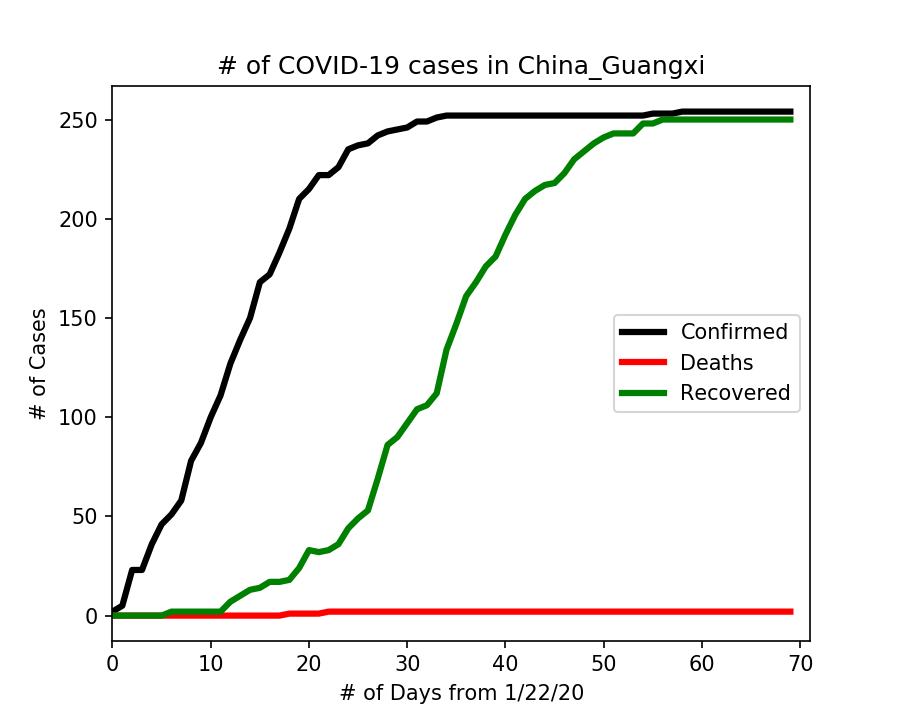 # of COVID-19 cases in China_Guangxi
# of Cases
250
200
150
100
50
0
Confirmed
Deaths
Recovered
0 10 20 30 40 50 60 70
# of Days from 1/22/20